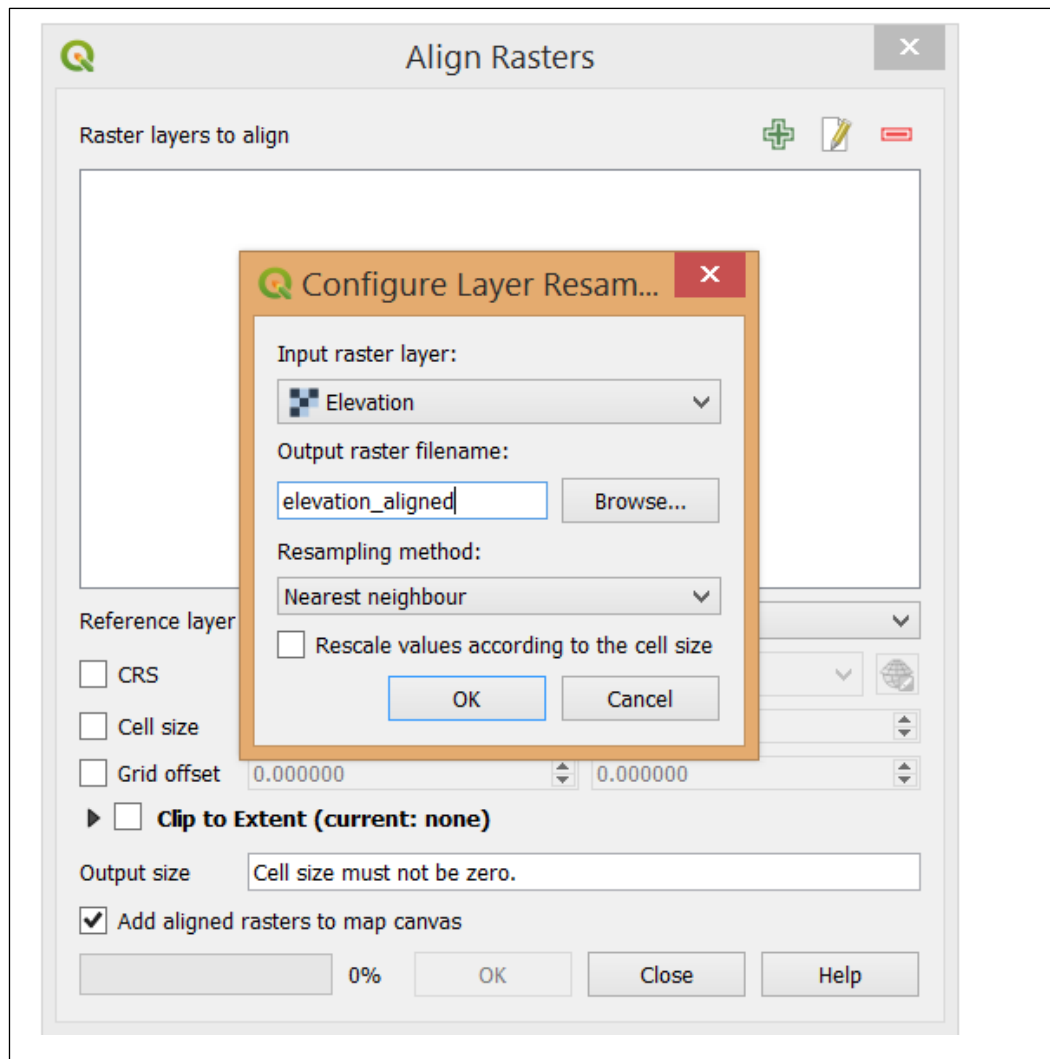 Align Rasters
Raster layers to align
Configure Layer Resam...
Input raster layer:
Elevation
Output raster filename:
elevation_aligned
Browse...
Resampling method:
Nearest neighbour
Rescale values according to the cell size
OK Cancel
Reference layer
CRS
Cell size
Grid offset 0.000000 0.000000
Clip to Extent (current: none)
Output size Cell size must not be zero.
Add aligned rasters to map canvas
0% OK Close Help